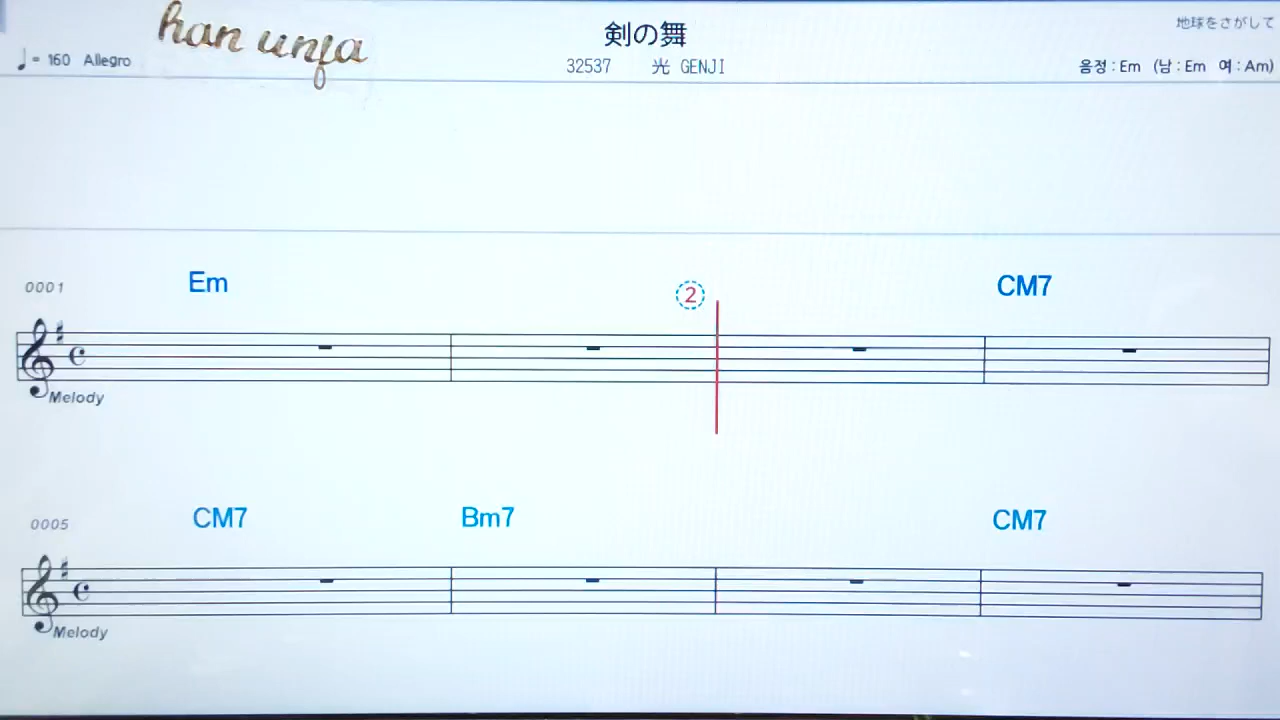 han unfa
剣の舞
地球をさがして
♩= 160 Allegro
32537 光 GENJI
음정 : Em (남 : Em 여 : Am)
0001 Em ② CM7
Melody
0005 CM7 Bm7 CM7
Melody